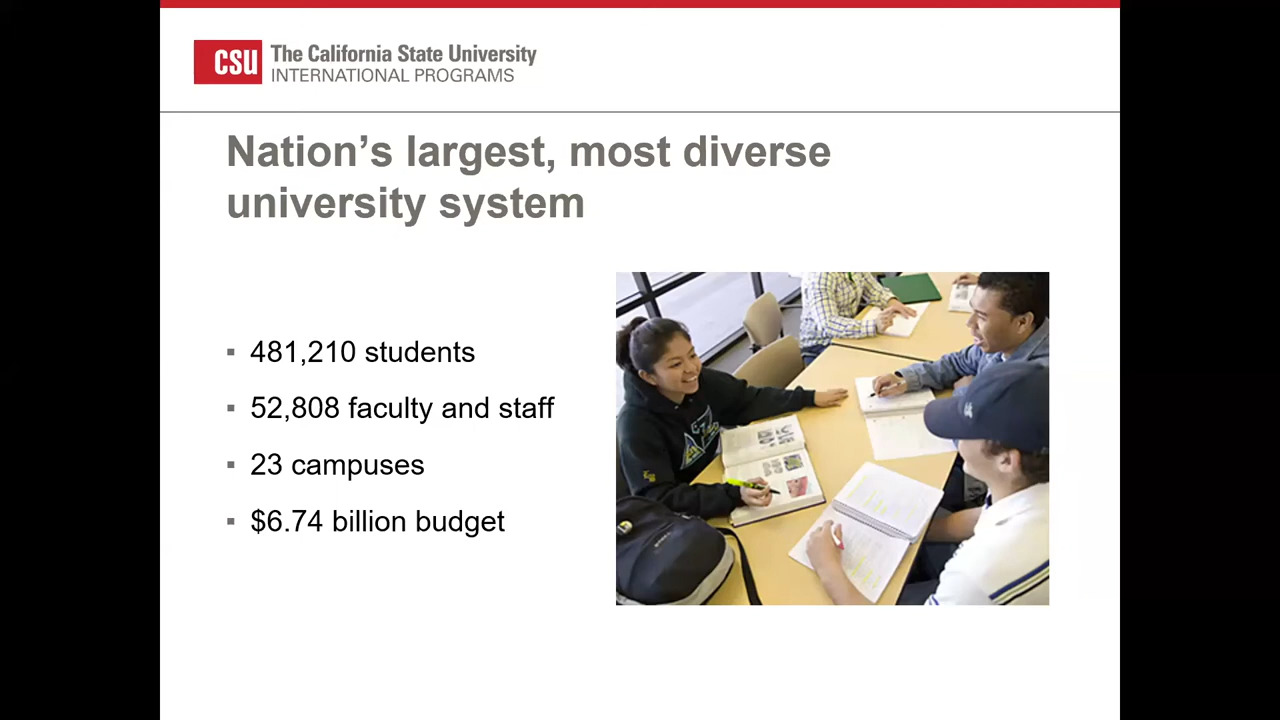 CSU The California State University
INTERNATIONAL PROGRAMS
Nation’s largest, most diverse
university system
▪ 481,210 students
▪ 52,808 faculty and staff
▪ 23 campuses
▪ $6.74 billion budget